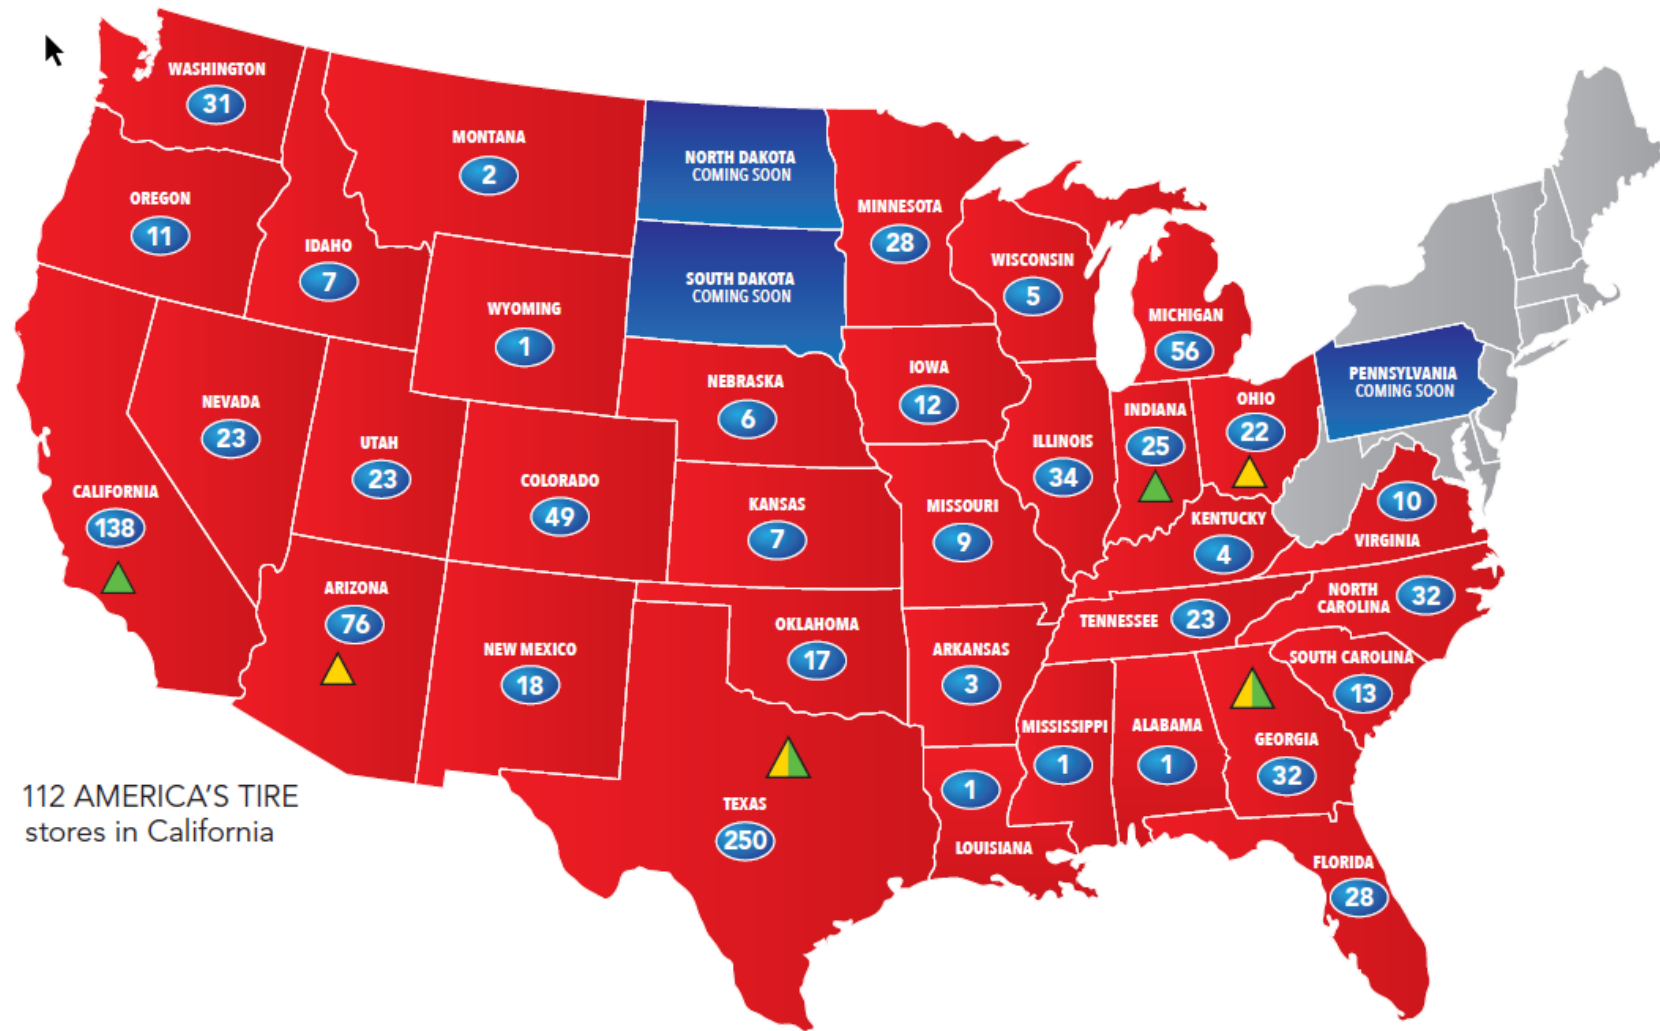 WASHINGTON
31
MONTANA
2
NORTH DAKOTA
COMING SOON
OREGON
11
IDAHO
7
MINNESOTA
28
WYOMING
1
SOUTH DAKOTA
COMING SOON
WISCONSIN
5
MICHIGAN
56
NEVADA
23
UTAH
23
NEBRASKA
6
IOWA
12
PENNSYLVANIA
COMING SOON
CALIFORNIA
138
COLORADO
49
KANSAS
7
MISSOURI
9
ILLINOIS
34
INDIANA
25
OHIO
22
KENTUCKY
4
10
VIRGINIA
ARIZONA
76
NEW MEXICO
18
OKLAHOMA
17
ARKANSAS
3
TENNESSEE
23
NORTH
CAROLINA
32
SOUTH CAROLINA
13
MISSISSIPPI
1
ALABAMA
1
GEORGIA
32
TEXAS
250
1
LOUISIANA
FLORIDA
28
112 AMERICA'S TIRE
stores in California